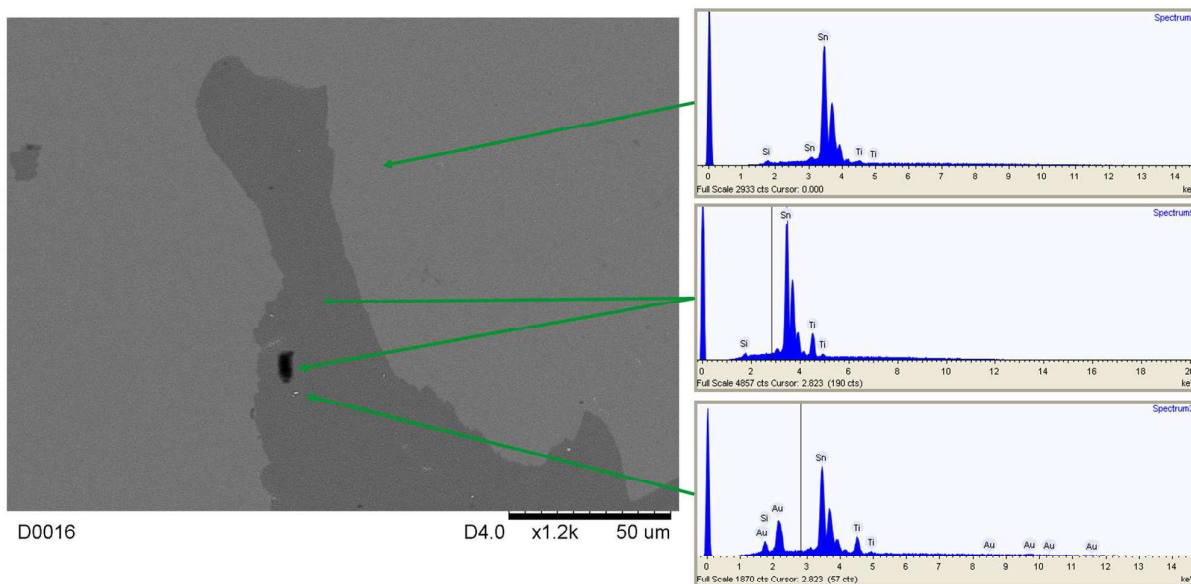 D0016
D4.0 x1.2k 50 um
Spectrum
Sn
Si
Sn
Ti
Ti
0 1 2 3 4 5 6 7 8 9 10 11 12 13 14
Full Scale 2933 cts Cursor: 0.000
Sn
Si
Ti
Ti
2 4 6 8 10 12 14 16 18 20
Full Scale 4857 cts Cursor: 2.823 (190 cts)
Sn
Au
Si
Au
Ti
Ti
Au
Au
Au
Au
0 1 2 3 4 5 6 7 8 9 10 11 12 13 14
Full Scale 1870 cts Cursor: 2.823 (57 cts)